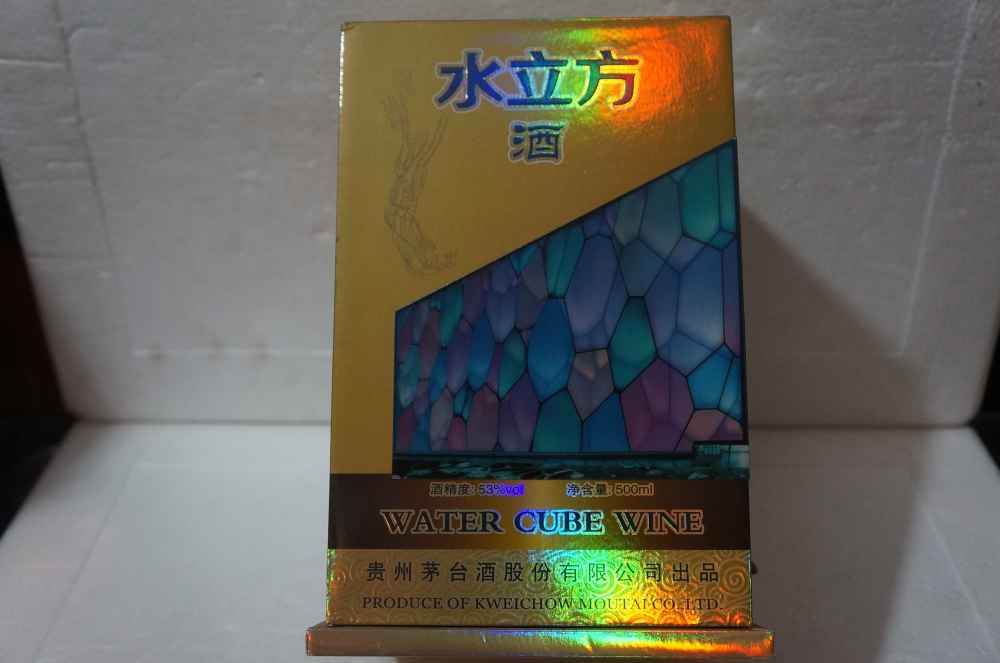 水立方
酒
酒精度: 53%vol 净含量: 500ml
WATER CUBE WINE
贵州茅台酒股份有限公司出品
PRODUCE OF KWEICHOW MOUTAI CO., LTD.